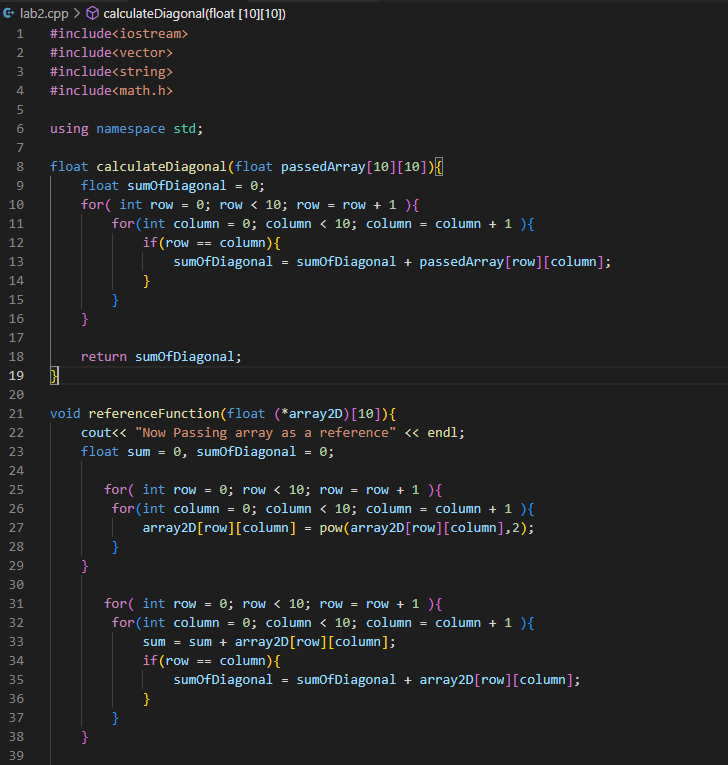 lab2.cpp > calculateDiagonal(float [10][10])
1 #include<iostream>
2 #include<vector>
3 #include<string>
4 #include<math.h>
5
6 using namespace std;
7
8 float calculateDiagonal(float passedArray[10][10]){
9     float sumOfDiagonal = 0;
10     for( int row = 0; row < 10; row = row + 1 ){
11         for(int column = 0; column < 10; column = column + 1 ){
12             if(row == column){
13                 sumOfDiagonal = sumOfDiagonal + passedArray[row][column];
14             }
15         }
16     }
17
18     return sumOfDiagonal;
19 }
20
21 void referenceFunction(float (*array2D)[10]){
22     cout<< "Now Passing array as a reference" << endl;
23     float sum = 0, sumOfDiagonal = 0;
24
25        for( int row = 0; row < 10; row = row + 1 ){
26         for(int column = 0; column < 10; column = column + 1 ){
27             array2D[row][column] = pow(array2D[row][column],2);
28         }
29     }
30
31        for( int row = 0; row < 10; row = row + 1 ){
32         for(int column = 0; column < 10; column = column + 1 ){
33             sum = sum + array2D[row][column];
34             if(row == column){
35                 sumOfDiagonal = sumOfDiagonal + array2D[row][column];
36             }
37         }
38     }
39